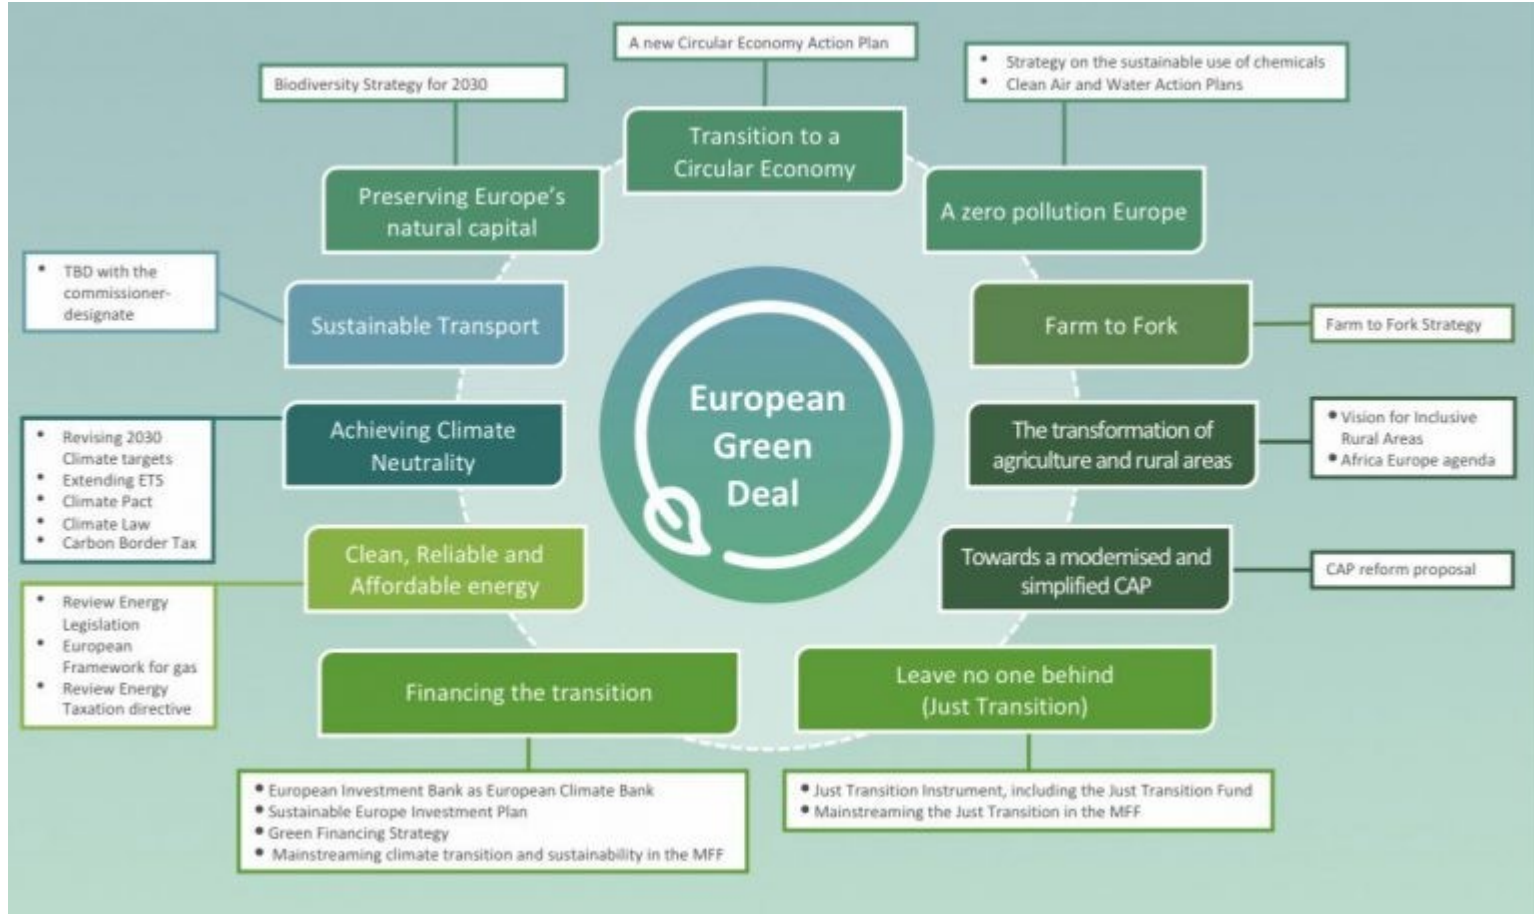 A new Circular Economy Action Plan
• Strategy on the sustainable use of chemicals
• Clean Air and Water Action Plans
Biodiversity Strategy for 2030
Transition to a
Circular Economy
Preserving Europe's
natural capital
A zero pollution Europe
• TBD with the
commissioner-
designate
Sustainable Transport
Farm to Fork
Farm to Fork Strategy
European
Green
Deal
• Revising 2030
Climate targets
• Extending ETS
• Climate Pact
• Climate Law
• Carbon Border Tax
Achieving Climate
Neutrality
The transformation of
agriculture and rural areas
• Vision for Inclusive
Rural Areas
• Africa Europe agenda
Clean, Reliable and
Affordable energy
Towards a modernised and
simplified CAP
CAP reform proposal
• Review Energy
Legislation
• European
Framework for gas
• Review Energy
Taxation directive
Financing the transition
Leave no one behind
(Just Transition)
• European Investment Bank as European Climate Bank
• Sustainable Europe Investment Plan
• Green Financing Strategy
• Mainstreaming climate transition and sustainability in the MFF
• Just Transition Instrument, including the Just Transition Fund
• Mainstreaming the Just Transition in the MFF